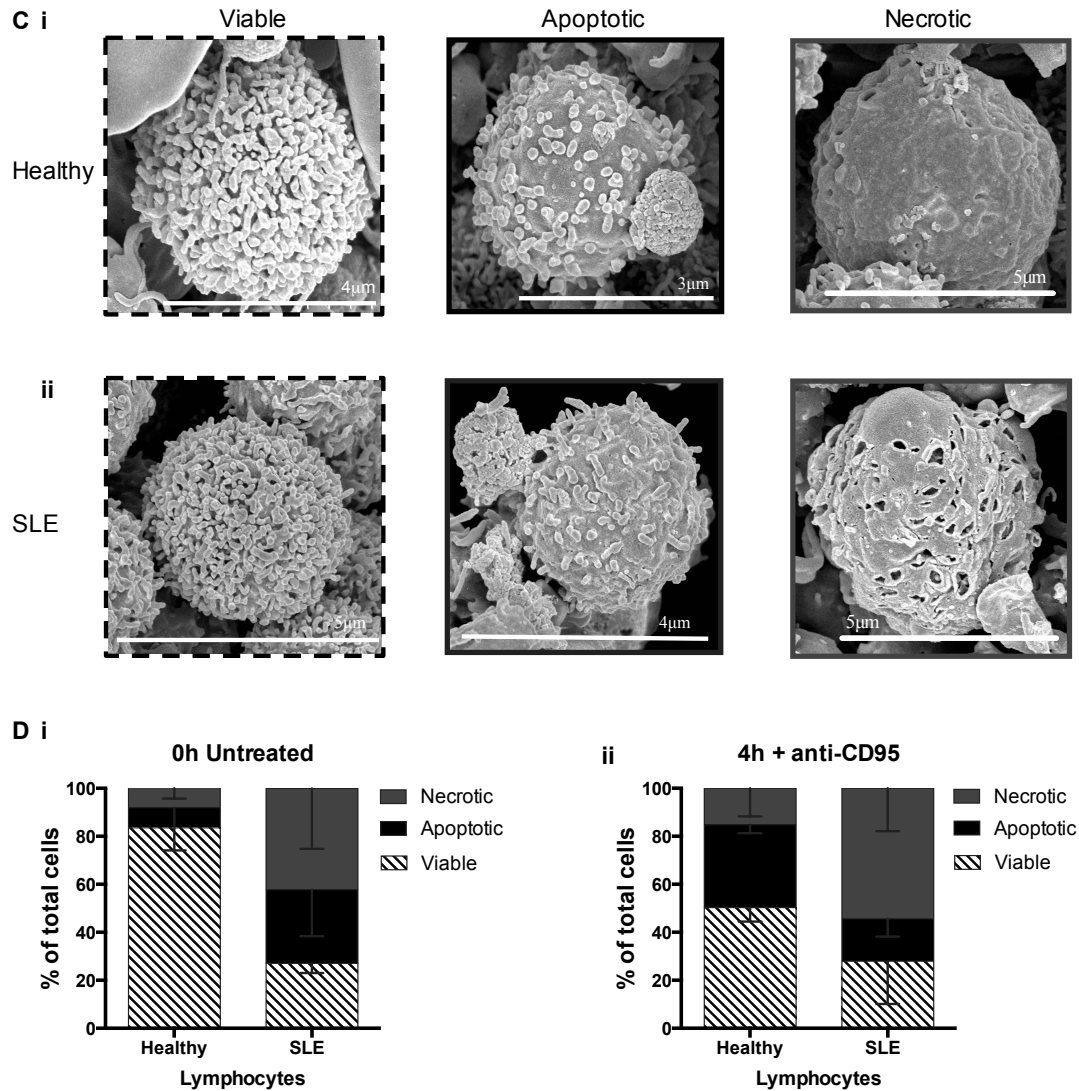 C i
Viable
Apoptotic
Necrotic
Healthy
4μm
3μm
5μm
ii
SLE
5μm
4μm
5μm
D i
0h Untreated
100
80
60
40
20
0
% of total cells
Healthy
SLE
Lymphocytes
Necrotic
Apoptotic
Viable
ii
4h + anti-CD95
100
80
60
40
20
0
% of total cells
Healthy
SLE
Lymphocytes
Necrotic
Apoptotic
Viable